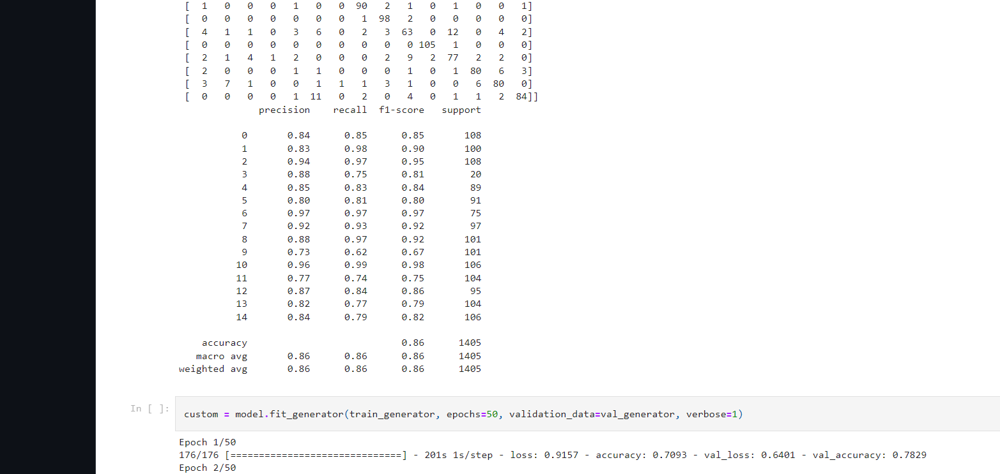 [ 1 0 0 0 1 0 0 90 2 1 0 1 0 0 1]
[ 0 0 0 0 0 0 0 1 98 2 0 0 0 0 0]
[ 4 1 1 0 3 6 0 2 3 63 0 12 0 4 2]
[ 0 0 0 0 0 0 0 0 0 0 105 1 0 0 0]
[ 2 1 4 1 2 0 0 0 2 9 2 77 2 2 0]
[ 2 0 0 0 1 1 0 0 0 1 0 1 80 6 3]
[ 3 7 1 0 0 1 1 1 3 1 0 0 6 80 0]
[ 0 0 0 0 1 11 0 2 0 4 0 1 1 2 84]]
precision recall f1-score support
0 0.84 0.85 0.85 108
1 0.83 0.98 0.90 100
2 0.94 0.97 0.95 108
3 0.88 0.75 0.81 20
4 0.85 0.83 0.84 89
5 0.80 0.81 0.80 91
6 0.97 0.97 0.97 75
7 0.92 0.93 0.92 97
8 0.88 0.97 0.92 101
9 0.73 0.62 0.67 101
10 0.96 0.99 0.98 106
11 0.77 0.74 0.75 104
12 0.87 0.84 0.86 95
13 0.82 0.77 0.79 104
14 0.84 0.79 0.82 106
accuracy 0.86 1405
macro avg 0.86 0.86 0.86 1405
weighted avg 0.86 0.86 0.86 1405
In [ ]: custom = model.fit_generator(train_generator, epochs=50, validation_data=val_generator, verbose=1)
Epoch 1/50
176/176 [==============================] - 201s 1s/step - loss: 0.9157 - accuracy: 0.7093 - val_loss: 0.6401 - val_accuracy: 0.7829
Epoch 2/50